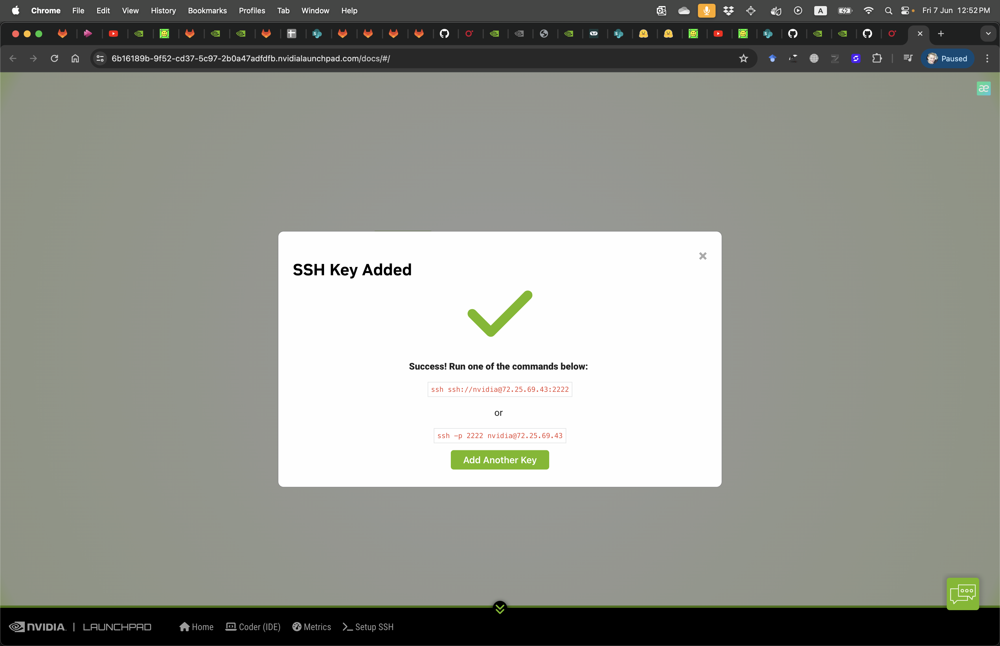 Chrome File Edit View History Bookmarks Profiles Tab Window Help A Fri 7 Jun 12:52 PM
6b16189b-9f52-cd37-5c97-2b0a47adfdfb.nvidialaunchpad.com/docs/#/ Paused
æ
SSH Key Added
Success! Run one of the commands below:
ssh ssh://nvidia@72.25.69.43:2222
or
ssh -p 2222 nvidia@72.25.69.43
Add Another Key
NVIDIA. | LAUNCHPAD Home Coder (IDE) Metrics Setup SSH